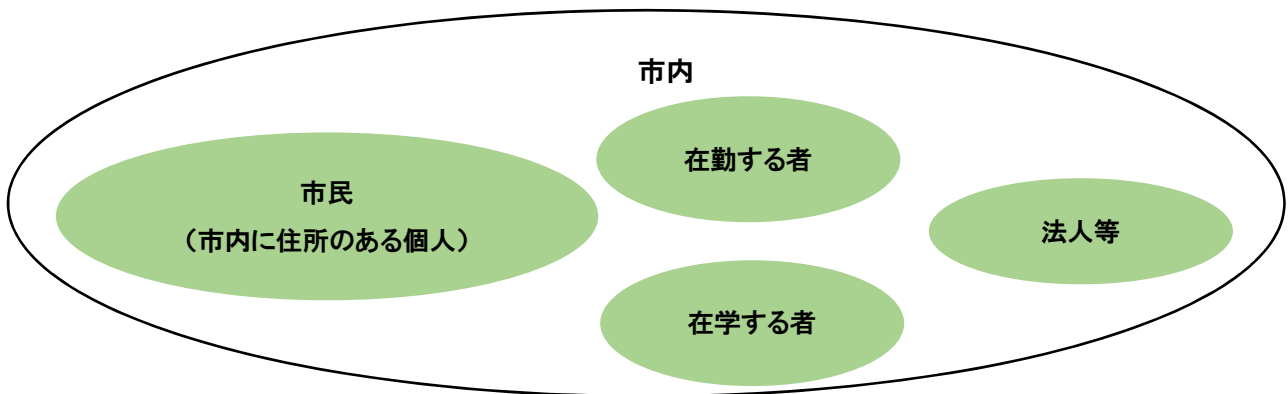 市内
市民
（市内に住所のある個人）
在勤する者
在学する者
法人等